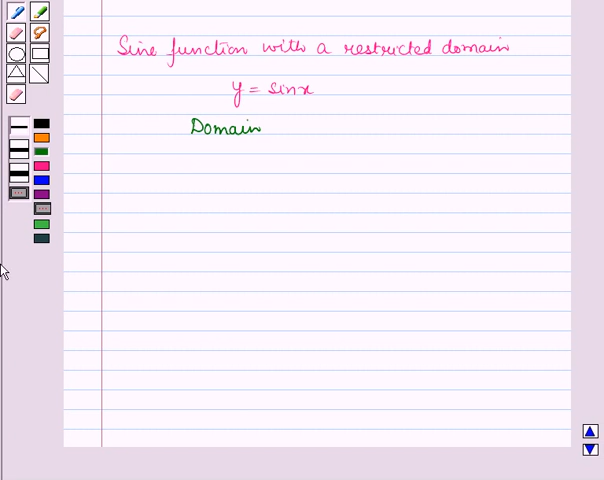 Sine function with a restricted domain
y = sinx
Domain